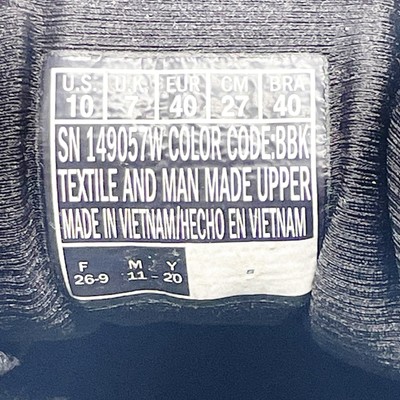 U.S. U.K. EUR CM BRA
10 7 40 27 40
SN 149057W-COLOR CODE:BBK
TEXTILE AND MAN MADE UPPER
MADE IN VIETNAM/HECHO EN VIETNAM
F M Y
26-9 11 20